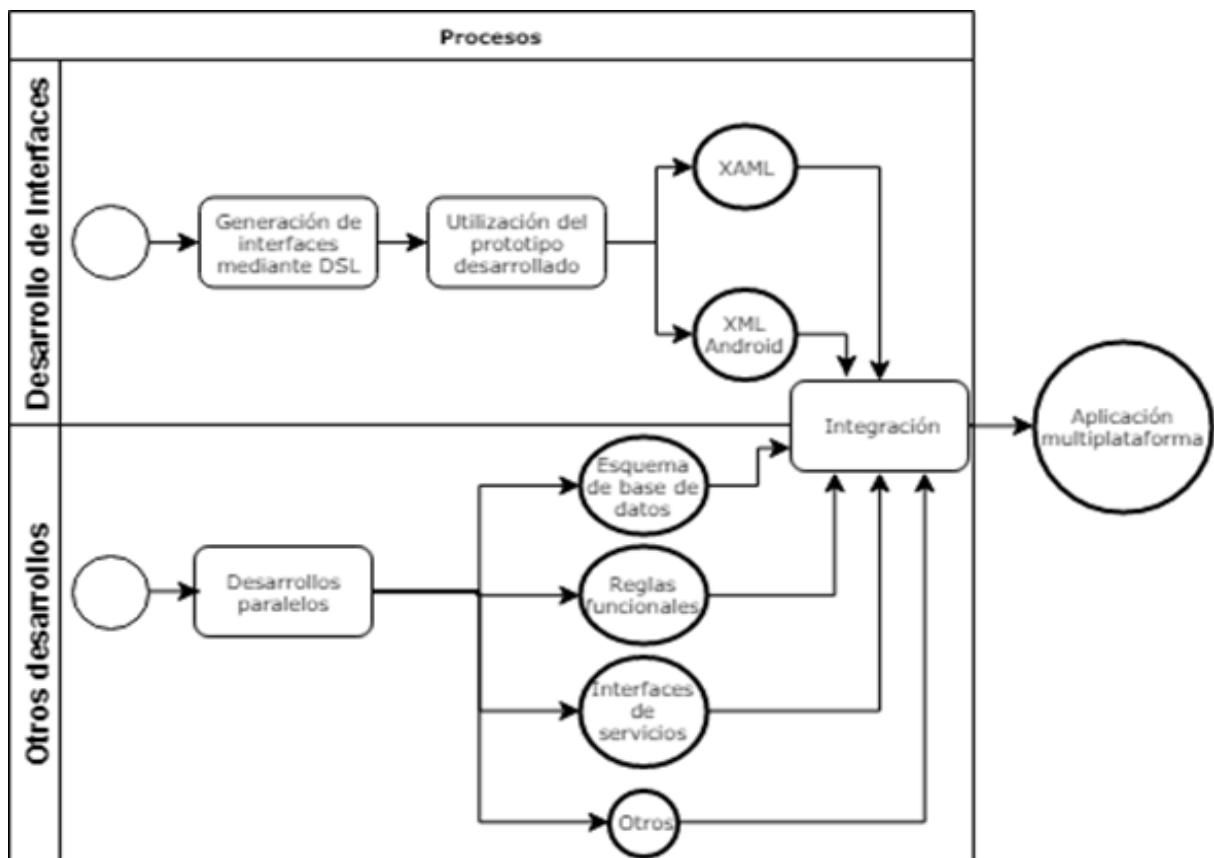 Procesos
Desarrollo de Interfaces
Generación de
interfaces
mediante DSL
Utilización del
prototipo
desarrollado
XAML
XML
Android
Integración
Aplicación
multiplataforma
Otros desarrollos
Desarrollos
paralelos
Esquema
de base de
datos
Reglas
funcionales
Interfaces
de
servicios
Otros